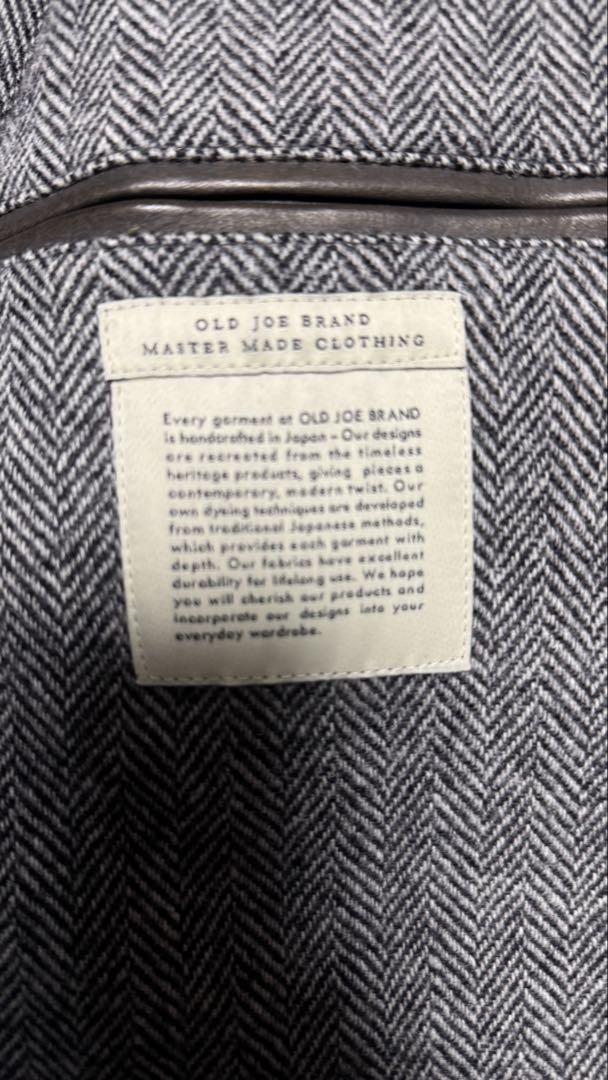 OLD JOE BRAND
MASTER MADE CLOTHING
Every garment at OLD JOE BRAND
is handcrafted in Japan – Our designs
are recreated from the timeless
heritage products, giving pieces a
contemporary, modern twist. Our
own dyeing techniques are developed
from traditional Japanese methods,
which provides each garment with
depth. Our fabrics have excellent
durability for lifelong use. We hope
you will cherish our products and
incorporate our designs into your
everyday wardrobe.